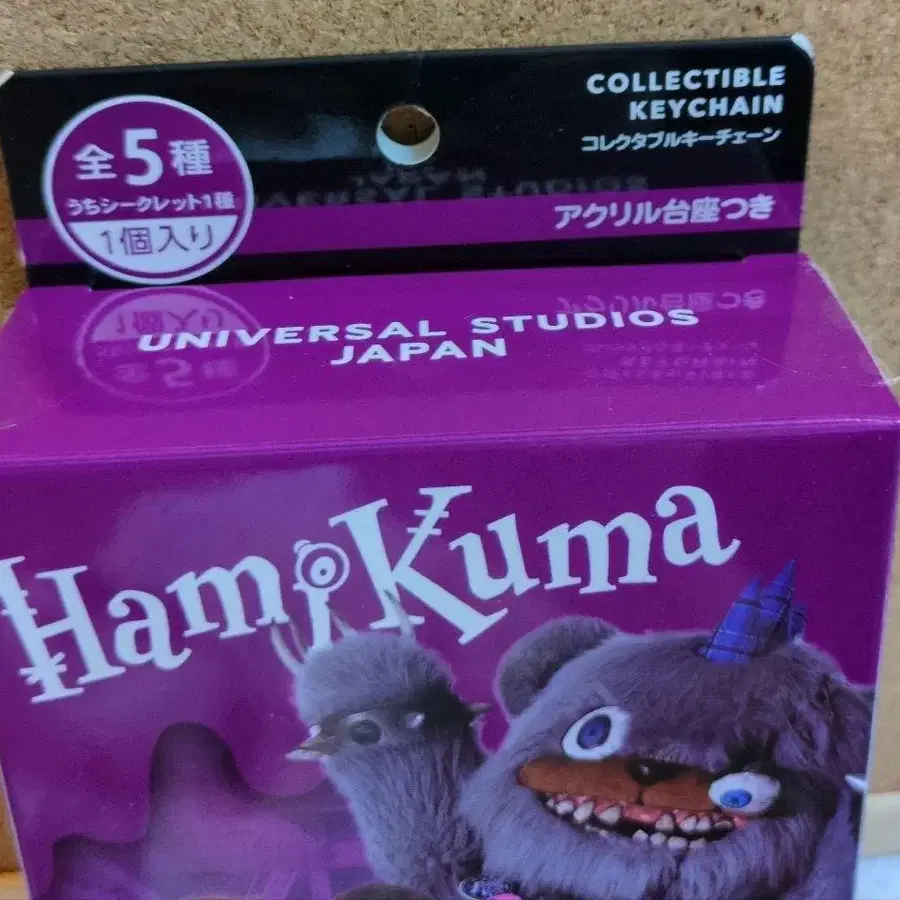 全5種
うちシークレット1種
1個入り
COLLECTIBLE
KEYCHAIN
コレクタブルキーチェーン
アクリル台座つき
UNIVERSAL STUDIOS
JAPAN
HamiKuma